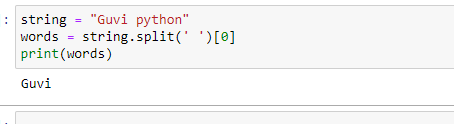 : string = "Guvi python"
words = string.split(' ')[0]
print(words)
Guvi